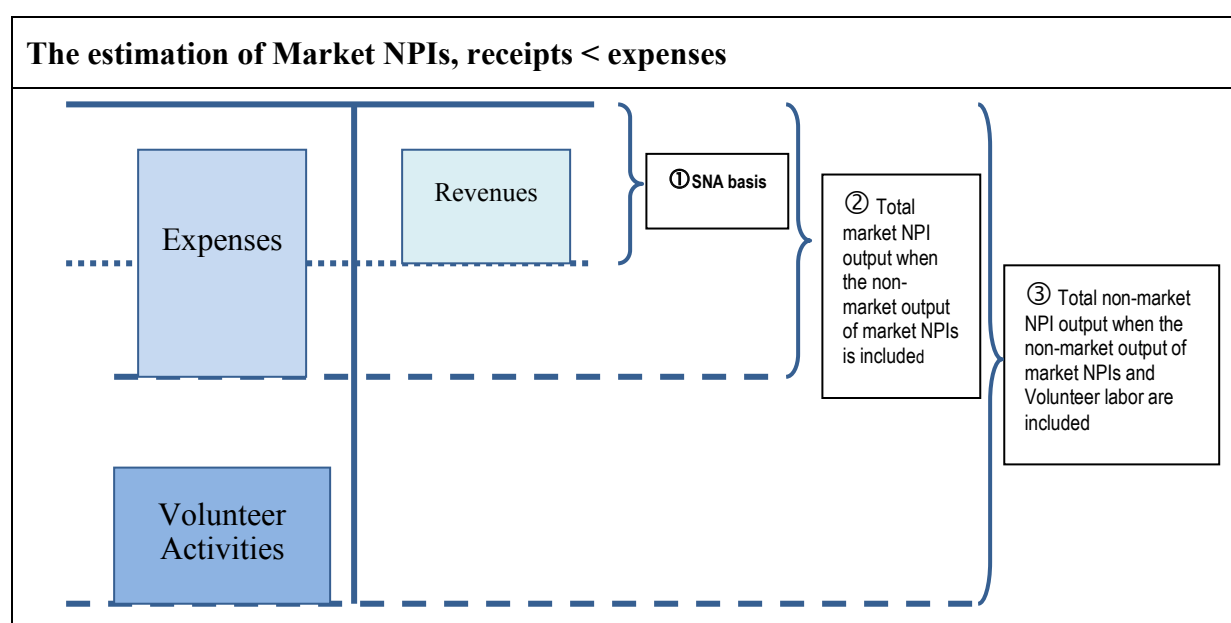 The estimation of Market NPIs, receipts < expenses
Expenses
Revenues
①SNA basis
② Total
market NPI
output when
the non-
market output
of market NPIs
is included
③ Total non-market
NPI output when the
non-market output of
market NPIs and
Volunteer labor are
included
Volunteer
Activities